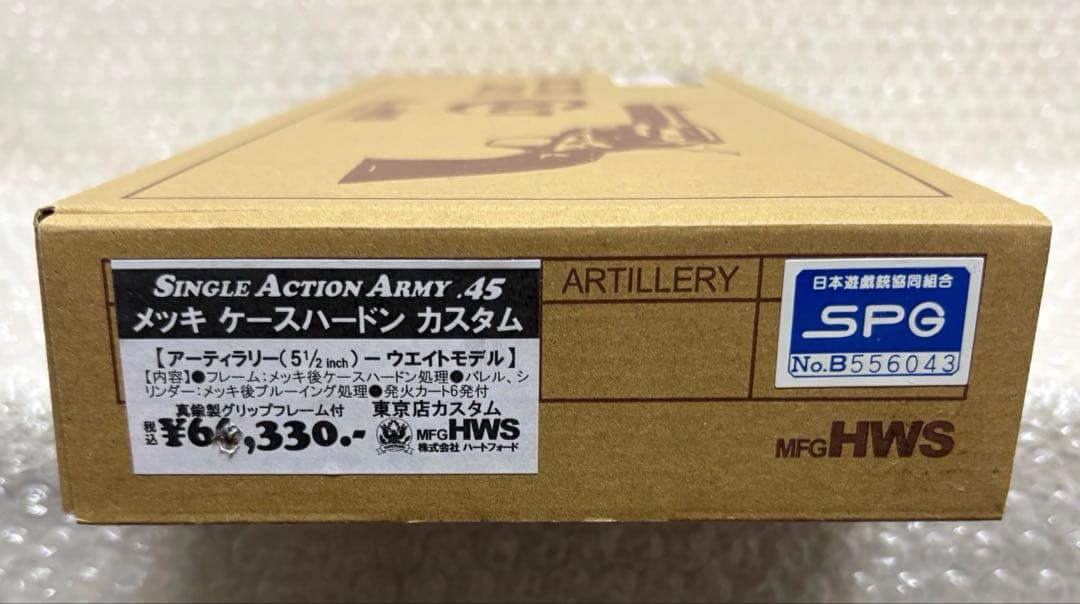 SINGLE ACTION ARMY .45
メッキ ケースハードン カスタム
【アーティラリー(5 1/2 inch) ー ウエイトモデル】
【内容】●フレーム:メッキ後ケースハードン処理●バレル、シ
リンダー:メッキ後ブルーイング処理●発火カート6発付
真鍮製グリップフレーム付 東京店カスタム
税込 ,330.-
MFG HWS
株式会社 ハートフォード
ARTILLERY
日本遊戯銃協同組合
SPG
No.B556043
MFG HWS